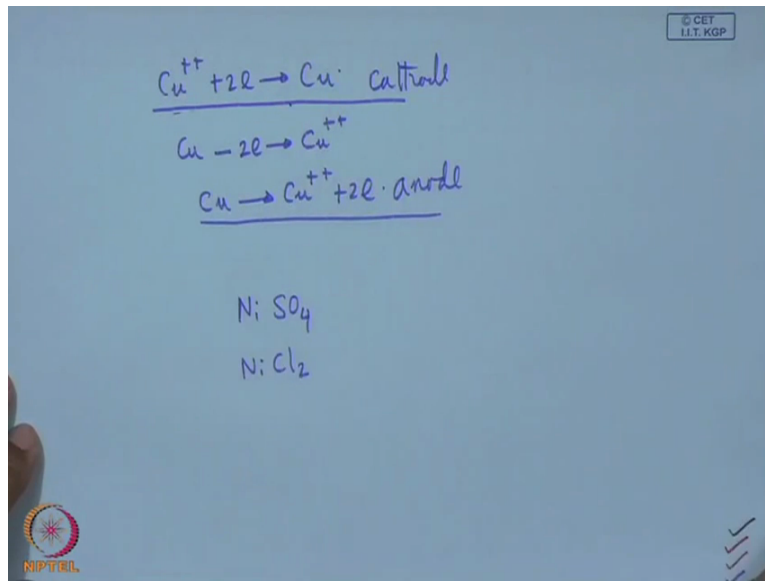 © CET
I.I.T. KGP
Cu⁺⁺ + 2e → Cu. Cathode
Cu − 2e → Cu⁺⁺
Cu → Cu⁺⁺ + 2e. anode
Ni SO₄
Ni Cl₂
NPTEL